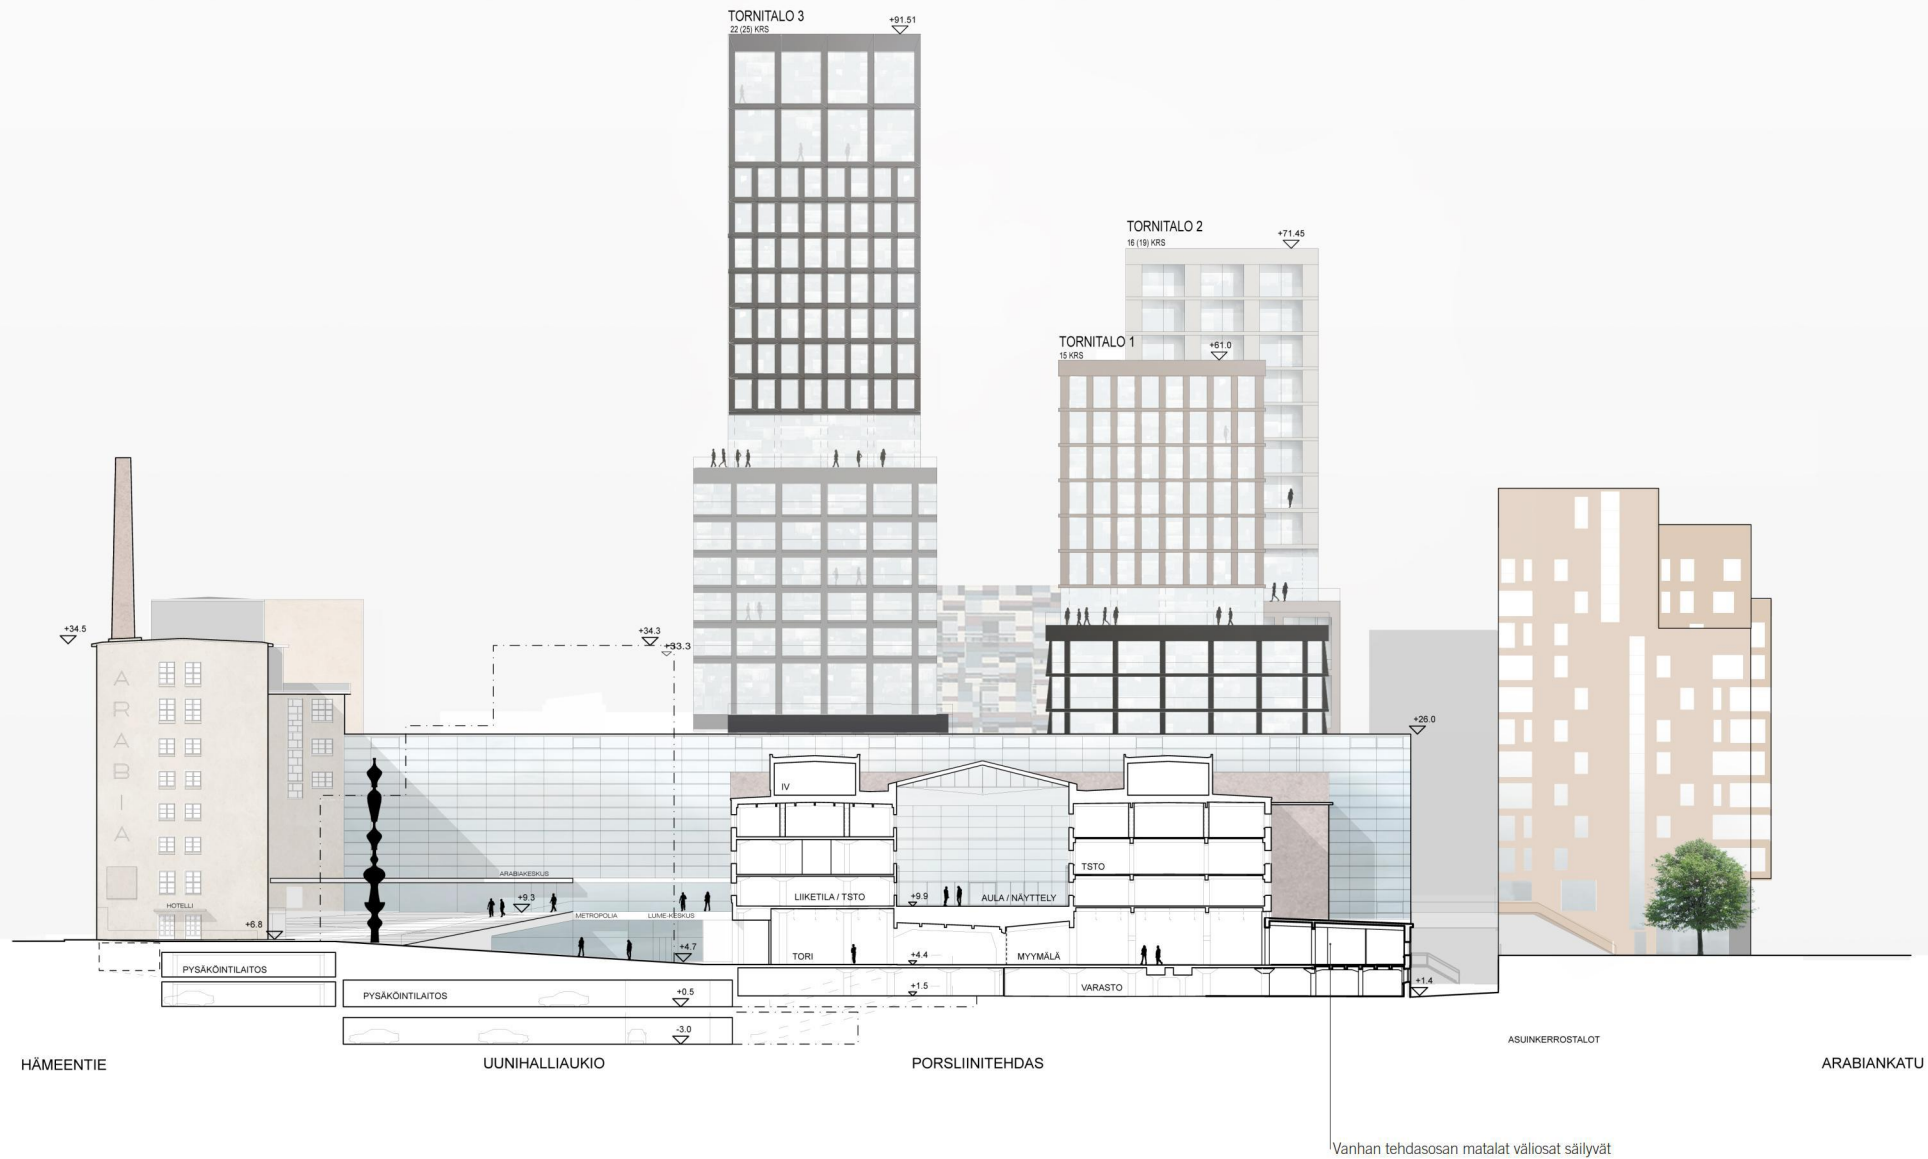 TORNITALO 3
22 (25) KRS
+91.51
TORNITALO 2
16 (19) KRS
+71.45
TORNITALO 1
15 KRS
+61.0
+34.5
+34.3
+33.3
ARABIA
+26.0
IV
TSTO
ARABIAKESKUS
LIIKETILA / TSTO
+9.9
AULA / NÄYTTELY
HOTELLI
+9.3
METROPOLIA
LUME-KESKUS
+6.8
+4.7
TORI
+4.4
MYYMÄLÄ
PYSÄKÖINTILAITOS
PYSÄKÖINTILAITOS
+0.5
+1.5
VARASTO
+1.4
-3.0
ASUINKERROSTALOT
HÄMEENTIE
UUNIHALLIAUKIO
PORSLIINITEHDAS
ARABIANKATU
Vanhan tehdasosan matalat väliosat säilyvät